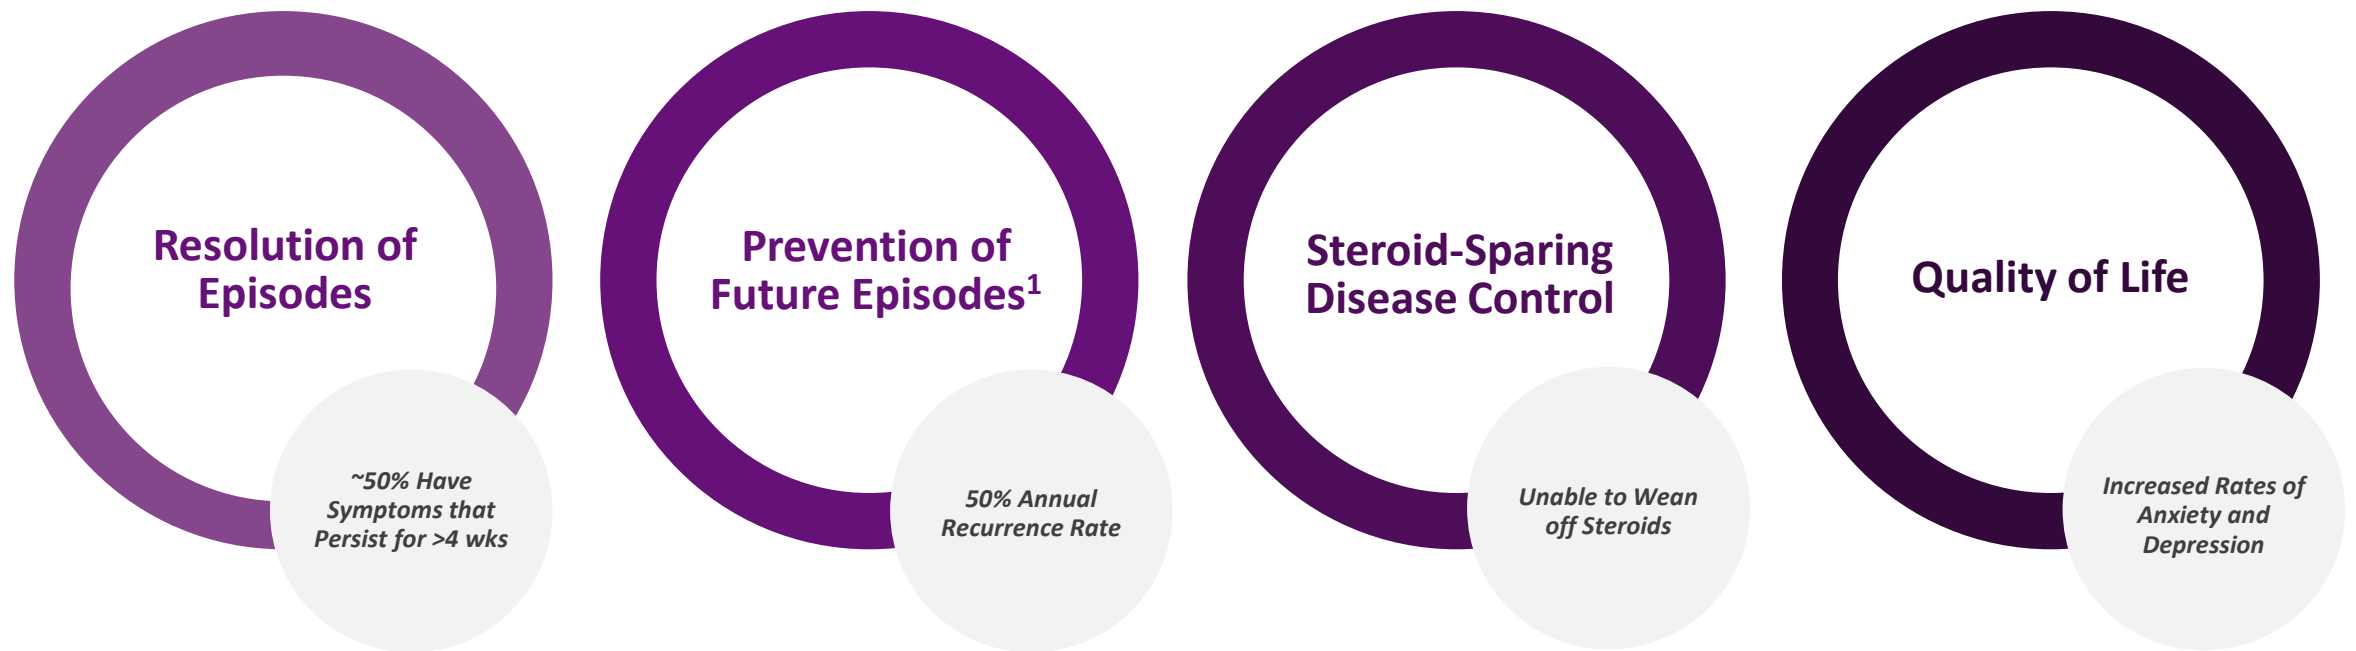 Resolution of
Episodes
~50% Have
Symptoms that
Persist for >4 wks
Prevention of
Future Episodes¹
50% Annual
Recurrence Rate
Steroid-Sparing
Disease Control
Unable to Wean
off Steroids
Quality of Life
Increased Rates of
Anxiety and
Depression